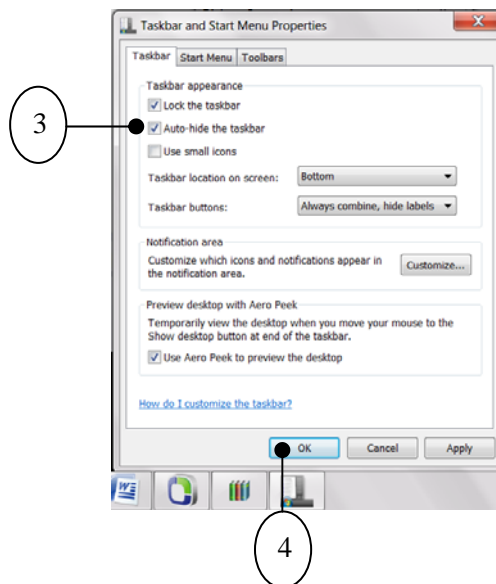 Taskbar and Start Menu Properties
Taskbar Start Menu Toolbars
Taskbar appearance
Lock the taskbar
3
Auto-hide the taskbar
Use small icons
Taskbar location on screen: Bottom
Taskbar buttons: Always combine, hide labels
Notification area
Customize which icons and notifications appear in
the notification area.
Customize...
Preview desktop with Aero Peek
Temporarily view the desktop when you move your mouse to the
Show desktop button at end of the taskbar.
Use Aero Peek to preview the desktop
How do I customize the taskbar?
OK Cancel Apply
W
4